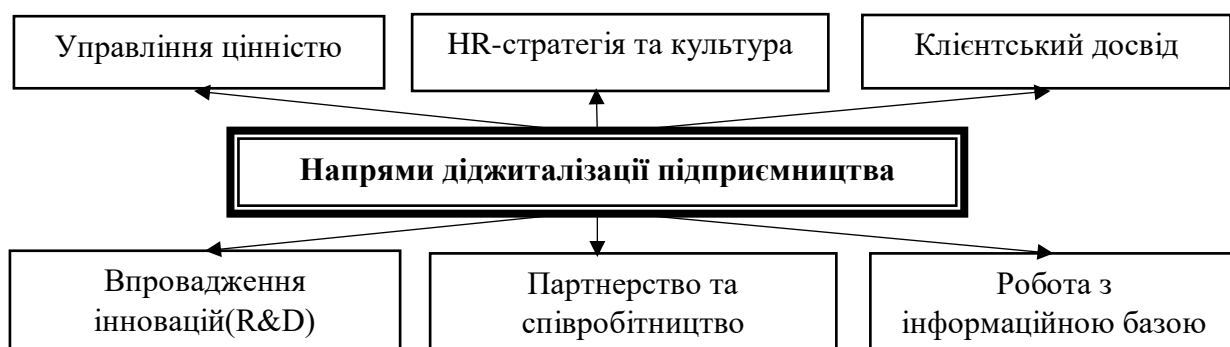 Управління цінністю
HR-стратегія та культура
Клієнтський досвід
Напрями діджиталізації підприємництва
Впровадження
інновацій(R&D)
Партнерство та
співробітництво
Робота з
інформаційною базою